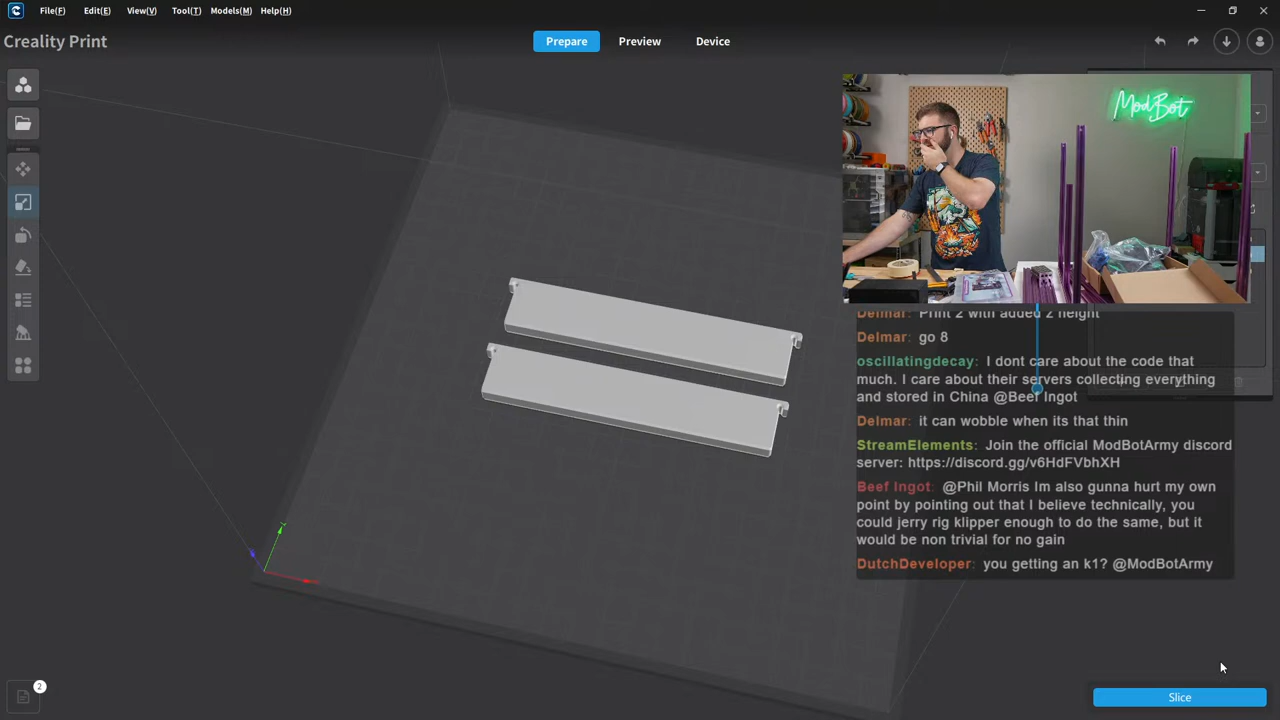 File(F) Edit(E) View(V) Tool(T) Models(M) Help(H)
Creality Print
Prepare Preview Device
ModBot
Delmar: Print 2 with added z height
Delmar: go 8
oscillatingdecay: I dont care about the code that
much. I care about their servers collecting everything
and stored in China @Beef Ingot
Delmar: it can wobble when its that thin
StreamElements: Join the official ModBotArmy discord
server: https://discord.gg/v6HdFVbhXH
Beef Ingot: @Phil Morris Im also gunna hurt my own
point by pointing out that I believe technically, you
could jerry rig klipper enough to do the same, but it
would be non trivial for no gain
DutchDeveloper: you getting an k1? @ModBotArmy
2
Slice